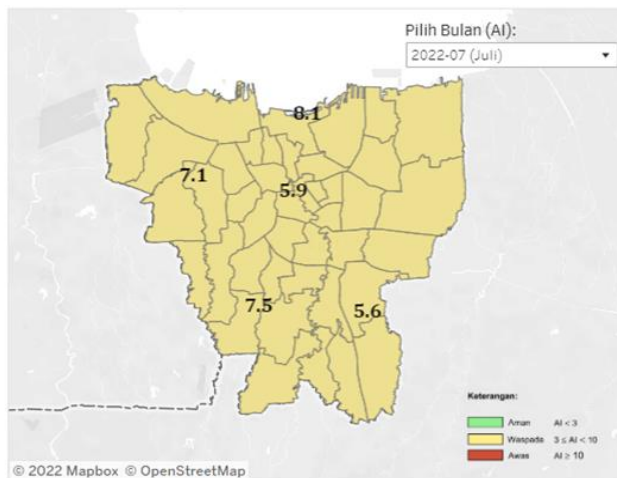 Pilih Bulan (AI):
2022-07 (Juli)
8.1
7.1
5.9
7.5
5.6
Keterangan:
Aman AI < 3
Waspada 3 ≤ AI < 10
Awas AI ≥ 10
© 2022 Mapbox © OpenStreetMap